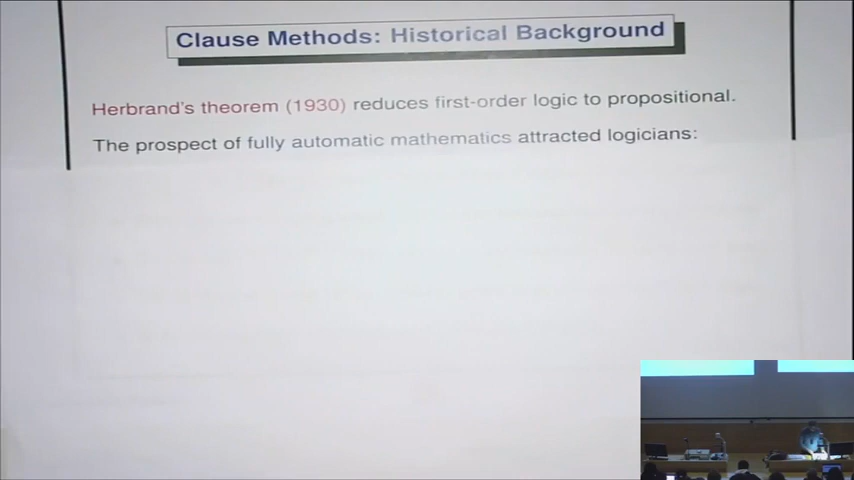 Clause Methods: Historical Background
Herbrand's theorem (1930) reduces first-order logic to propositional.
The prospect of fully automatic mathematics attracted logicians: